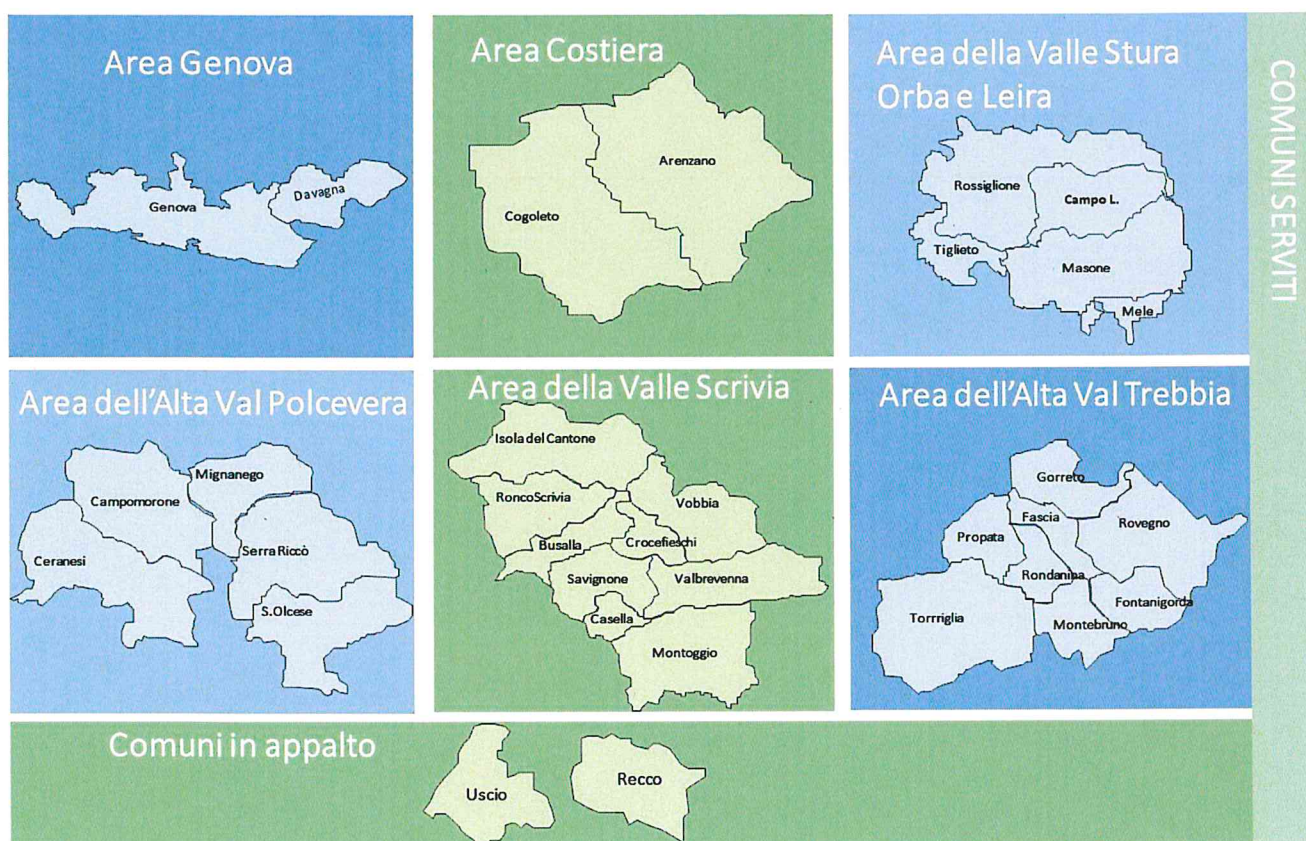 Area Genova
Genova
Davagna
Area Costiera
Arenzano
Cogoleto
Area della Valle Stura
Orba e Leira
Rossiglione
Campo L.
Tiglieto
Masone
Mele
COMUNI SERVITI
Area dell'Alta Val Polcevera
Mignanego
Campomorone
Serra Riccò
Ceranesi
S.Olcese
Area della Valle Scrivia
Isola del Cantone
RoncoScrivia
Vobbia
Busalla
Crocefieschi
Savignone
Valbrevenna
Casella
Montoggio
Area dell'Alta Val Trebbia
Gorreto
Fascia
Rovegno
Propata
Rondanina
Fontanigorda
Torrriglia
Montebruno
Comuni in appalto
Uscio
Recco